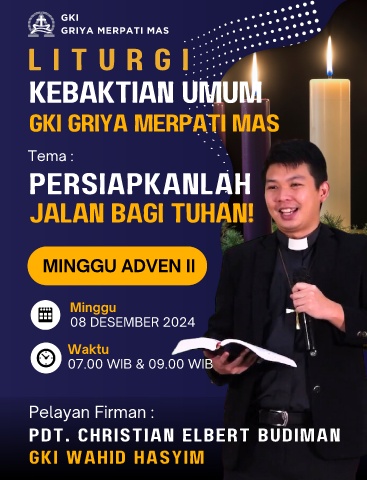 GKI
GRIYA MERPATI MAS
LITURGI
KEBAKTIAN UMUM
GKI GRIYA MERPATI MAS
Tema :
PERSIAPKANLAH
JALAN BAGI TUHAN!
MINGGU ADVEN II
Minggu
08 DESEMBER 2024
Waktu
07.00 WIB & 09.00 WIB
Pelayan Firman :
PDT. CHRISTIAN ELBERT BUDIMAN
GKI WAHID HASYIM